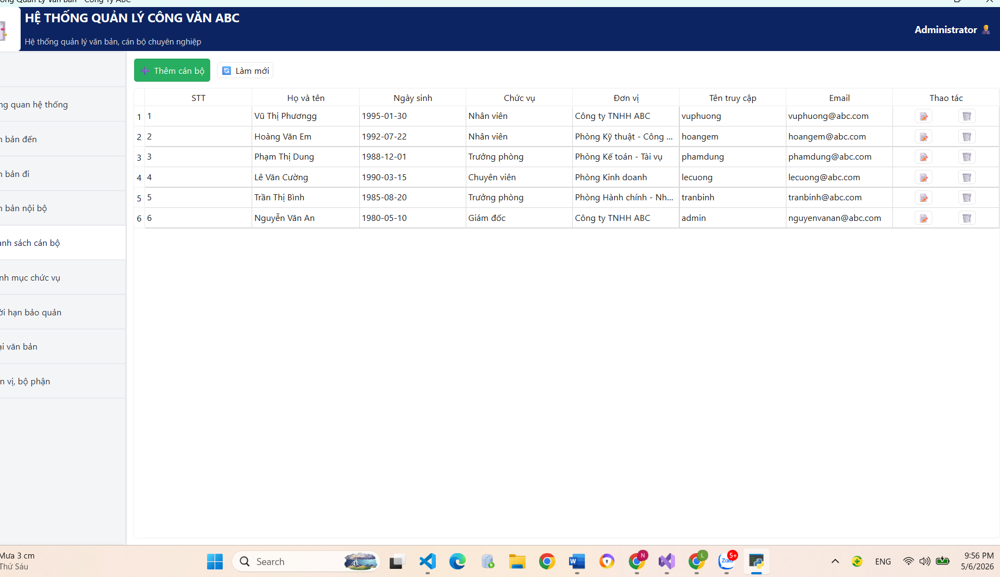 ống Quản Lý Văn Bản - Công Ty ABC
HỆ THỐNG QUẢN LÝ CÔNG VĂN ABC
Hệ thống quản lý văn bản, cán bộ chuyên nghiệp
Administrator
Thêm cán bộ
Làm mới
ng quan hệ thống
n bản đến
n bản đi
n bản nội bộ
anh sách cán bộ
nh mục chức vụ
ời hạn bảo quản
ại văn bản
n vị, bộ phận
STT Họ và tên Ngày sinh Chức vụ Đơn vị Tên truy cập Email Thao tác
1 1 Vũ Thị Phươngg 1995-01-30 Nhân viên Công ty TNHH ABC vuphuong vuphuong@abc.com
2 2 Hoàng Văn Em 1992-07-22 Nhân viên Phòng Kỹ thuật - Công ... hoangem hoangem@abc.com
3 3 Phạm Thị Dung 1988-12-01 Trưởng phòng Phòng Kế toán - Tài vụ phamdung phamdung@abc.com
4 4 Lê Văn Cường 1990-03-15 Chuyên viên Phòng Kinh doanh lecuong lecuong@abc.com
5 5 Trần Thị Bình 1985-08-20 Trưởng phòng Phòng Hành chính - Nh... tranbinh tranbinh@abc.com
6 6 Nguyễn Văn An 1980-05-10 Giám đốc Công ty TNHH ABC admin nguyenvanan@abc.com
Mưa 3 cm
Thứ Sáu
Search
N
L
Zalo
5+
ENG
9:56 PM
5/6/2026